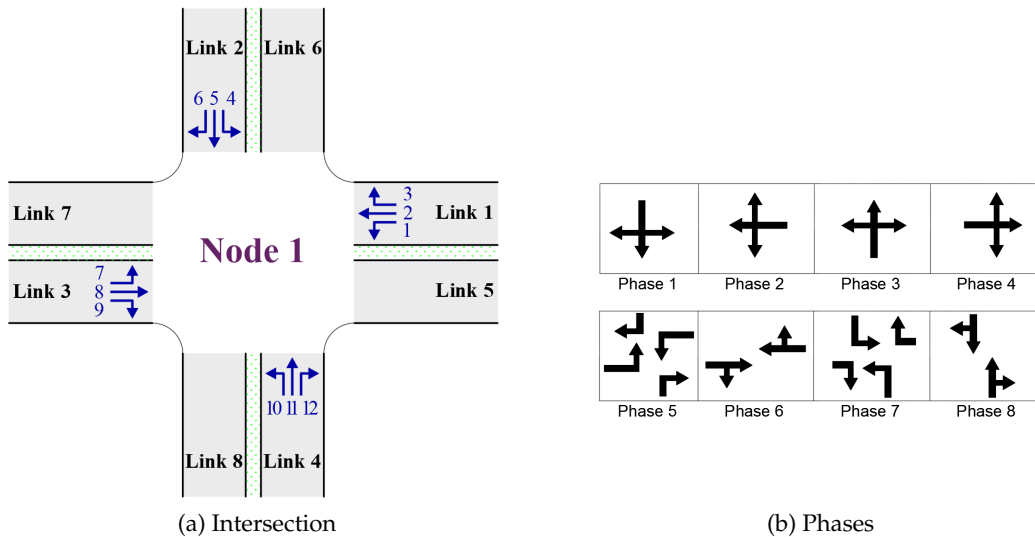 Link 2 Link 6
6 5 4
Link 7
3
2 Link 1
1
Node 1
7
Link 3 8
9
Link 5
10 11 12
Link 8 Link 4
(a) Intersection
Phase 1 Phase 2 Phase 3 Phase 4
Phase 5 Phase 6 Phase 7 Phase 8
(b) Phases